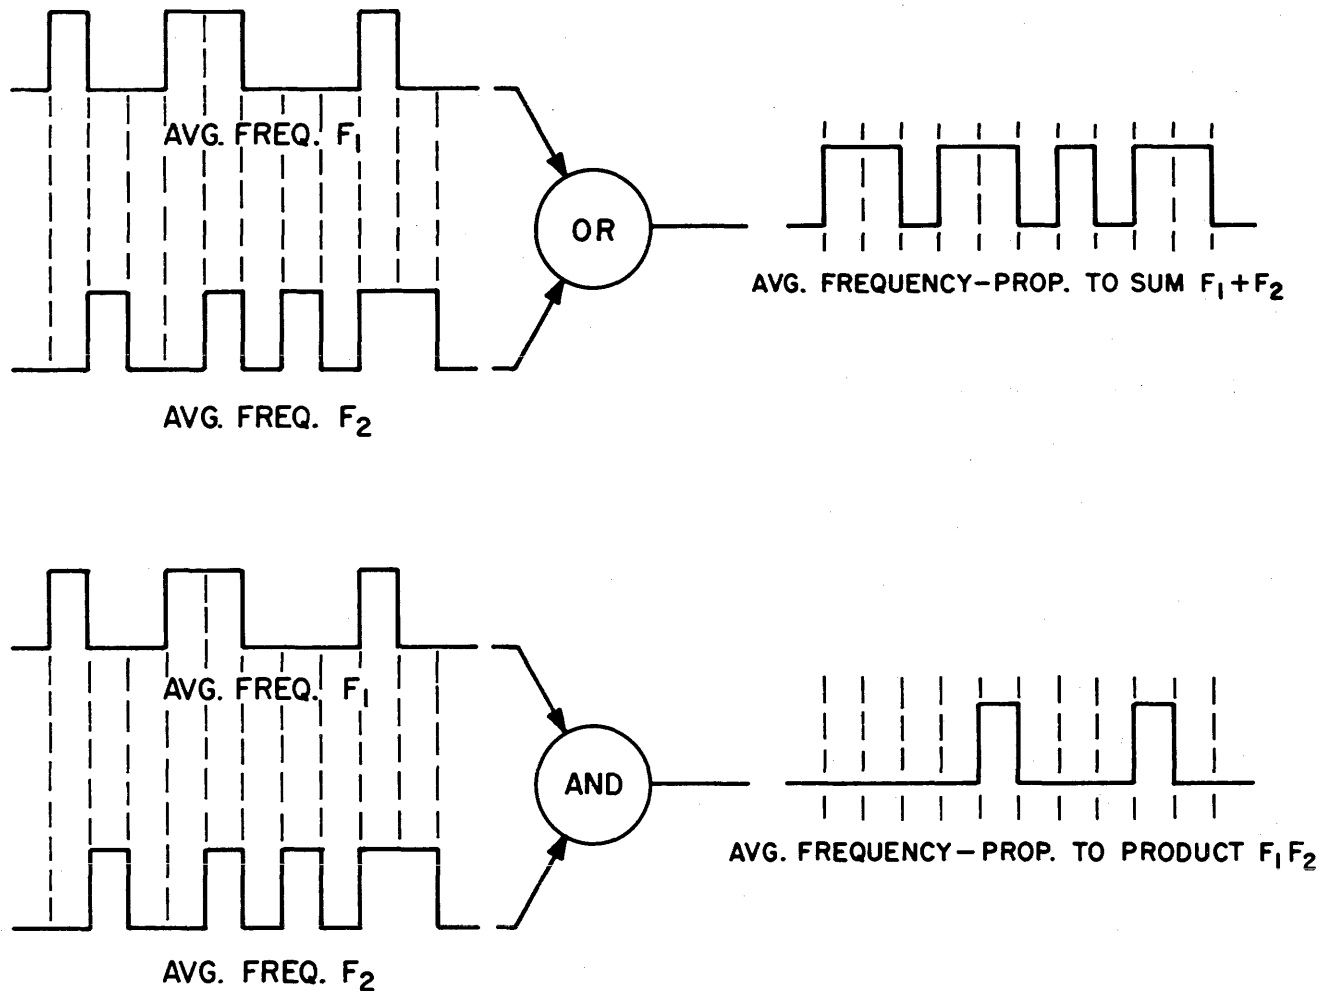 AVG. FREQ. F1
OR
AVG. FREQUENCY-PROP. TO SUM F1+F2
AVG. FREQ. F2
AVG. FREQ. F1
AND
AVG. FREQUENCY-PROP. TO PRODUCT F1F2
AVG. FREQ. F2